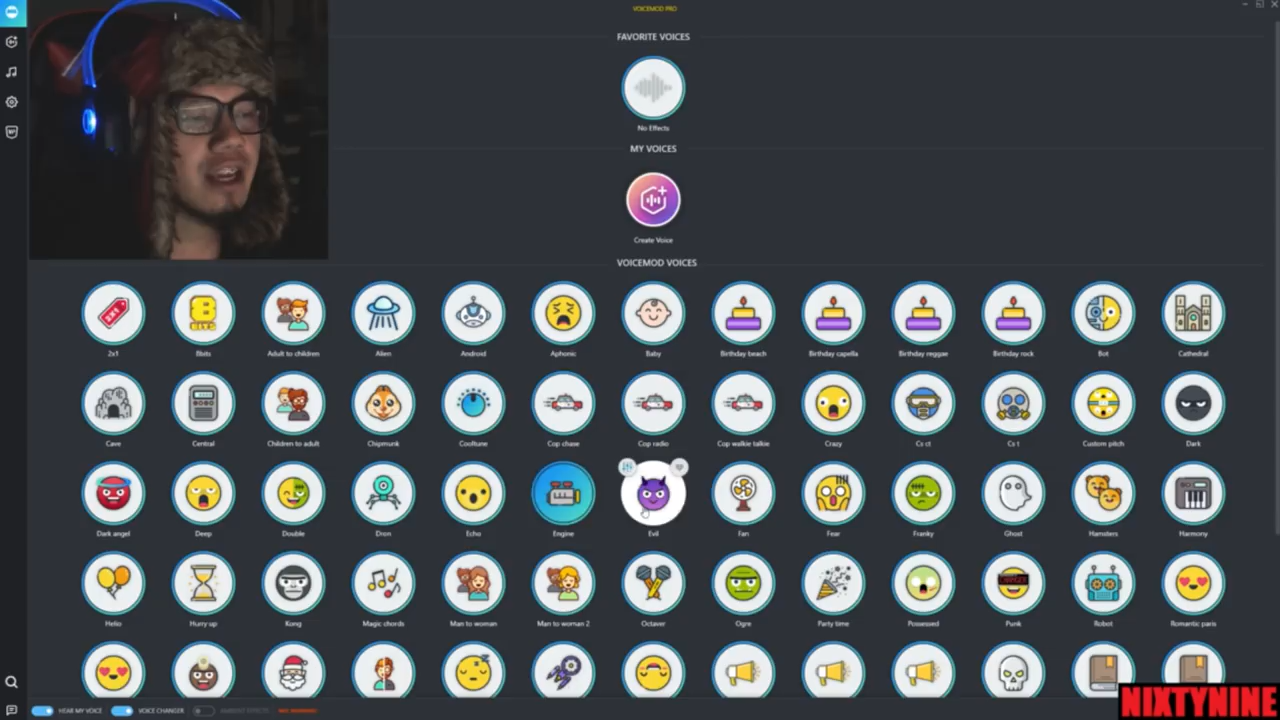 VOICEMOD PRO
FAVORITE VOICES
No Effects
MY VOICES
Create Voice
VOICEMOD VOICES
2x1
8bits
Adult to children
Alien
Android
Aphonic
Baby
Birthday beach
Birthday capella
Birthday reggae
Birthday rock
Bot
Cathedral
Cave
Central
Children to adult
Chipmunk
Cooltune
Cop chase
Cop radio
Cop walkie talkie
Crazy
Cs ct
Cs t
Custom pitch
Dark
Dark angel
Deep
Double
Dron
Echo
Engine
Evil
Fan
Fear
Franky
Ghost
Hamsters
Harmony
Helio
Hurry up
Kong
Magic chords
Man to woman
Man to woman 2
Octaver
Ogre
Party time
Possessed
Punk
Robot
Romantic paris
HEAR MY VOICE
VOICE CHANGER
NIXTYNINE